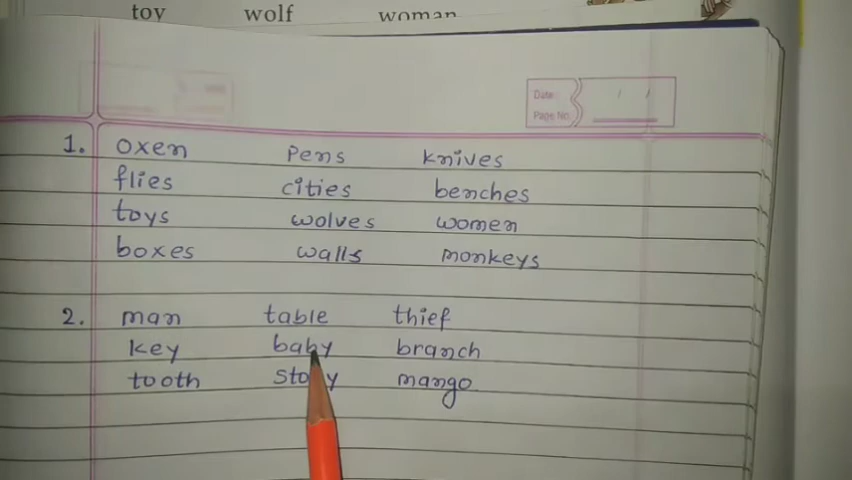 toy wolf woman
Date: / /
Page No.
1. oxen pens knives
flies cities benches
toys wolves women
boxes walls monkeys
2. man table thief
key baby branch
tooth mango